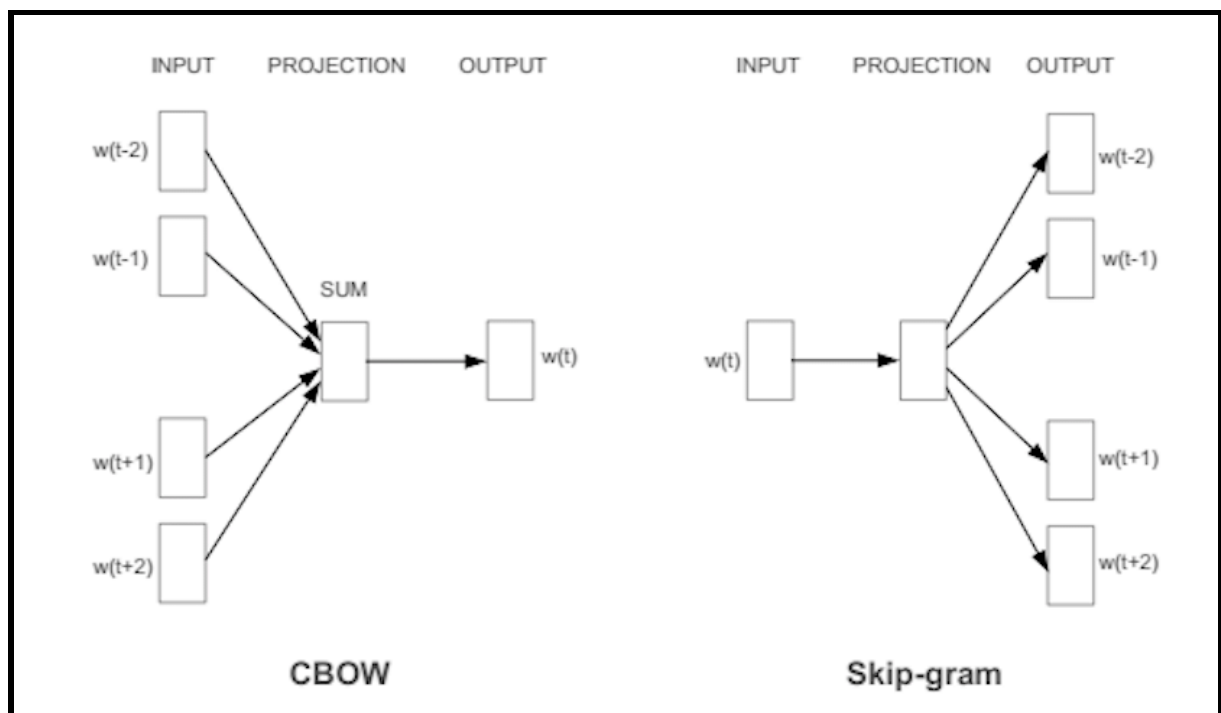 INPUT PROJECTION OUTPUT
w(t-2)
w(t-1)
SUM
w(t)
w(t+1)
w(t+2)
CBOW
INPUT PROJECTION OUTPUT
w(t-2)
w(t-1)
w(t)
w(t+1)
w(t+2)
Skip-gram